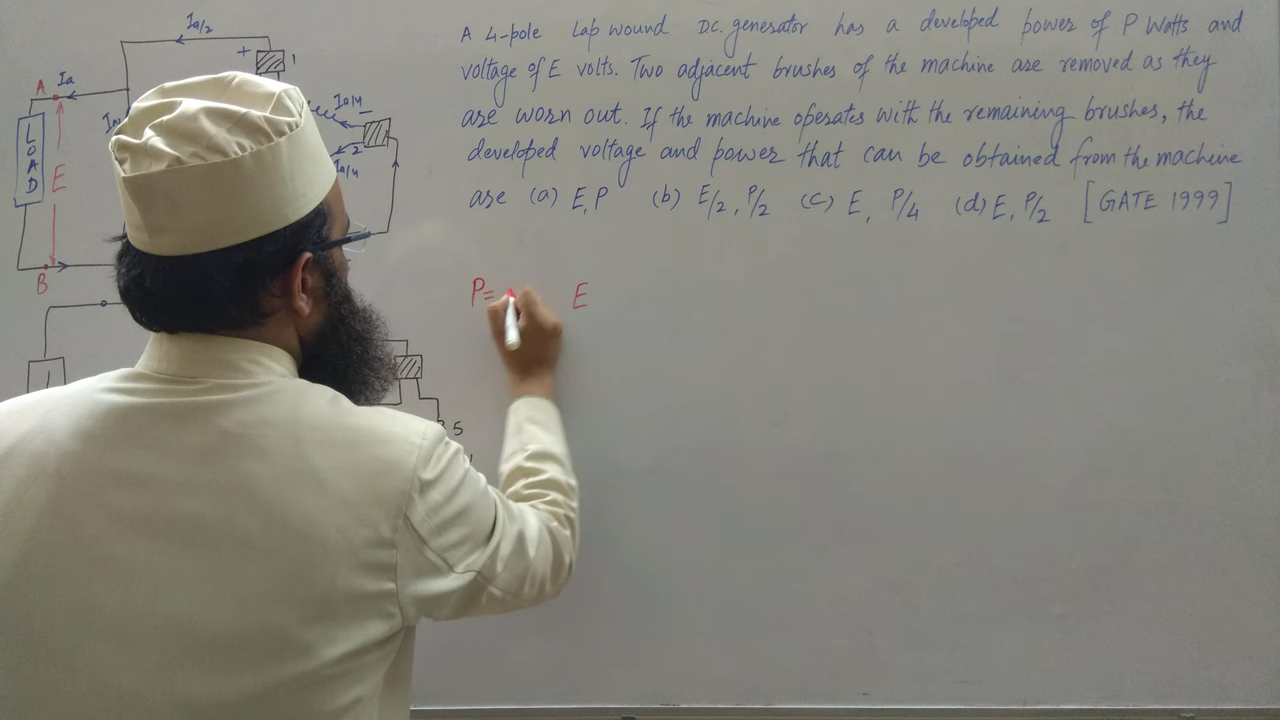 Ia/2
+
1
A
Ia
Ia/4
LOAD
E
2
Ia/4
B
5
A 4-pole Lap wound D.C. generator has a developed power of P Watts and
voltage of E volts. Two adjacent brushes of the machine are removed as they
are worn out. If the machine operates with the remaining brushes, the
developed voltage and power that can be obtained from the machine
are (a) E, P (b) E/2, P/2 (c) E, P/4 (d) E, P/2 [GATE 1999]
P= E